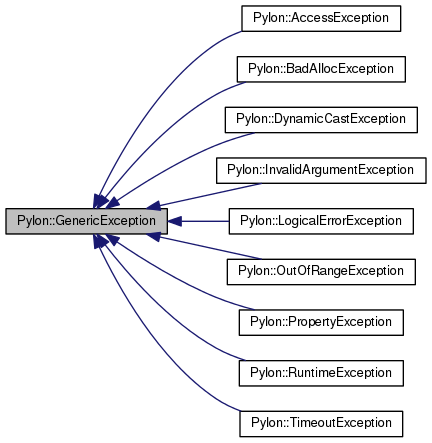 Pylon::AccessException
Pylon::BadAllocException
Pylon::DynamicCastException
Pylon::InvalidArgumentException
Pylon::GenericException
Pylon::LogicalErrorException
Pylon::OutOfRangeException
Pylon::PropertyException
Pylon::RuntimeException
Pylon::TimeoutException